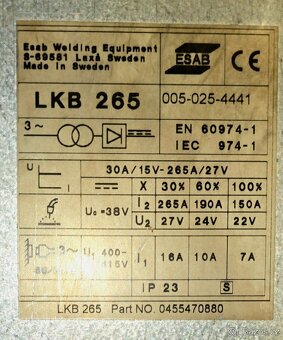 Esab Welding Equipment
S-69581 Laxå Sweden
Made in Sweden
ESAB
CE
LKB 265
005-025-4441
3~
EN 60974-1
IEC 974-1
30A/15V-265A/27V
U
I
X 30% 60% 100%
U₀=38V
I₂ 265A 190A 150A
U₂ 27V 24V 22V
3~ U₁ 400-
415V
I₁ 16A 10A 7A
IP 23
S
LKB 265 Part NO. 0455470880